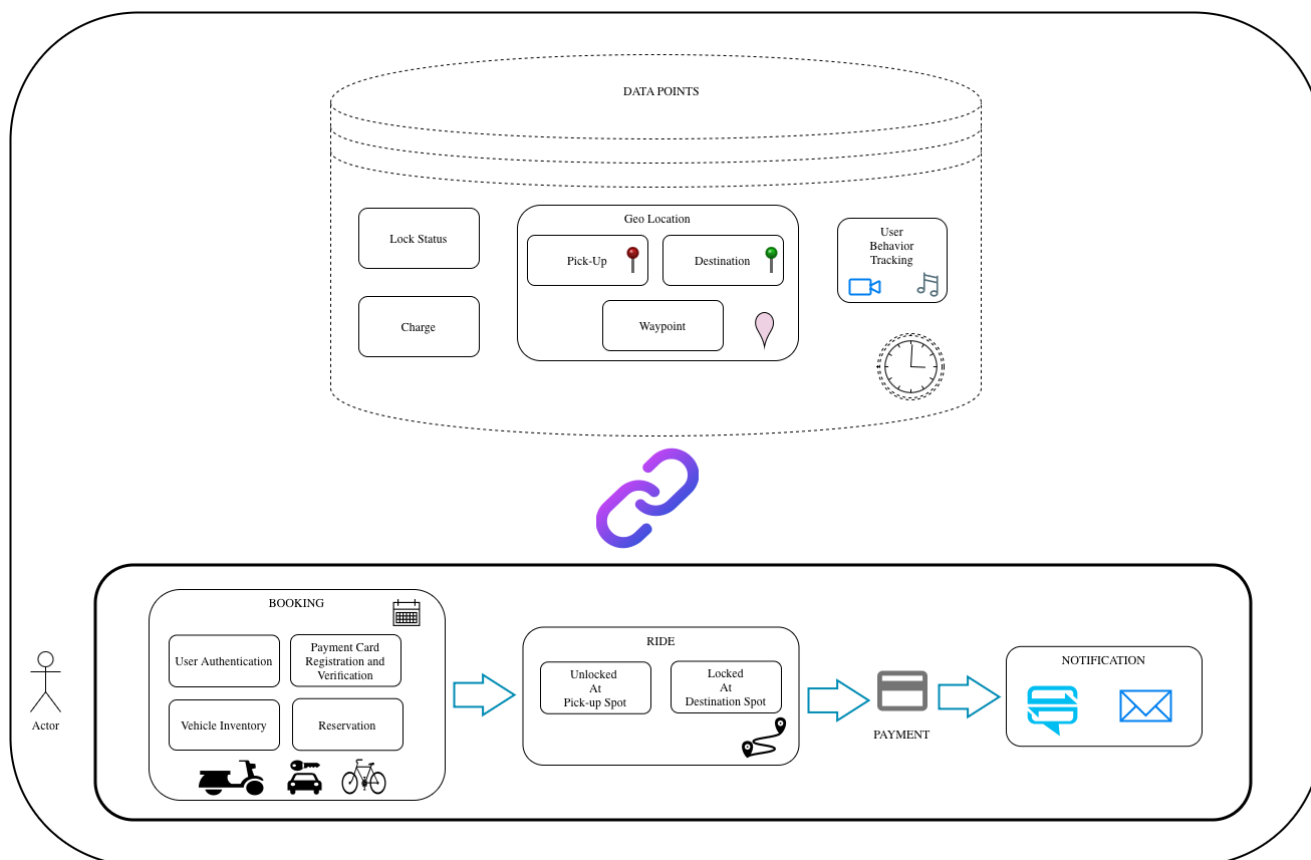 DATA POINTS
Lock Status
Charge
Geo Location
Pick-Up
Destination
Waypoint
User
Behavior
Tracking
Actor
BOOKING
User Authentication
Payment Card
Registration and
Verification
Vehicle Inventory
Reservation
RIDE
Unlocked
At
Pick-up Spot
Locked
At
Destination Spot
PAYMENT
NOTIFICATION